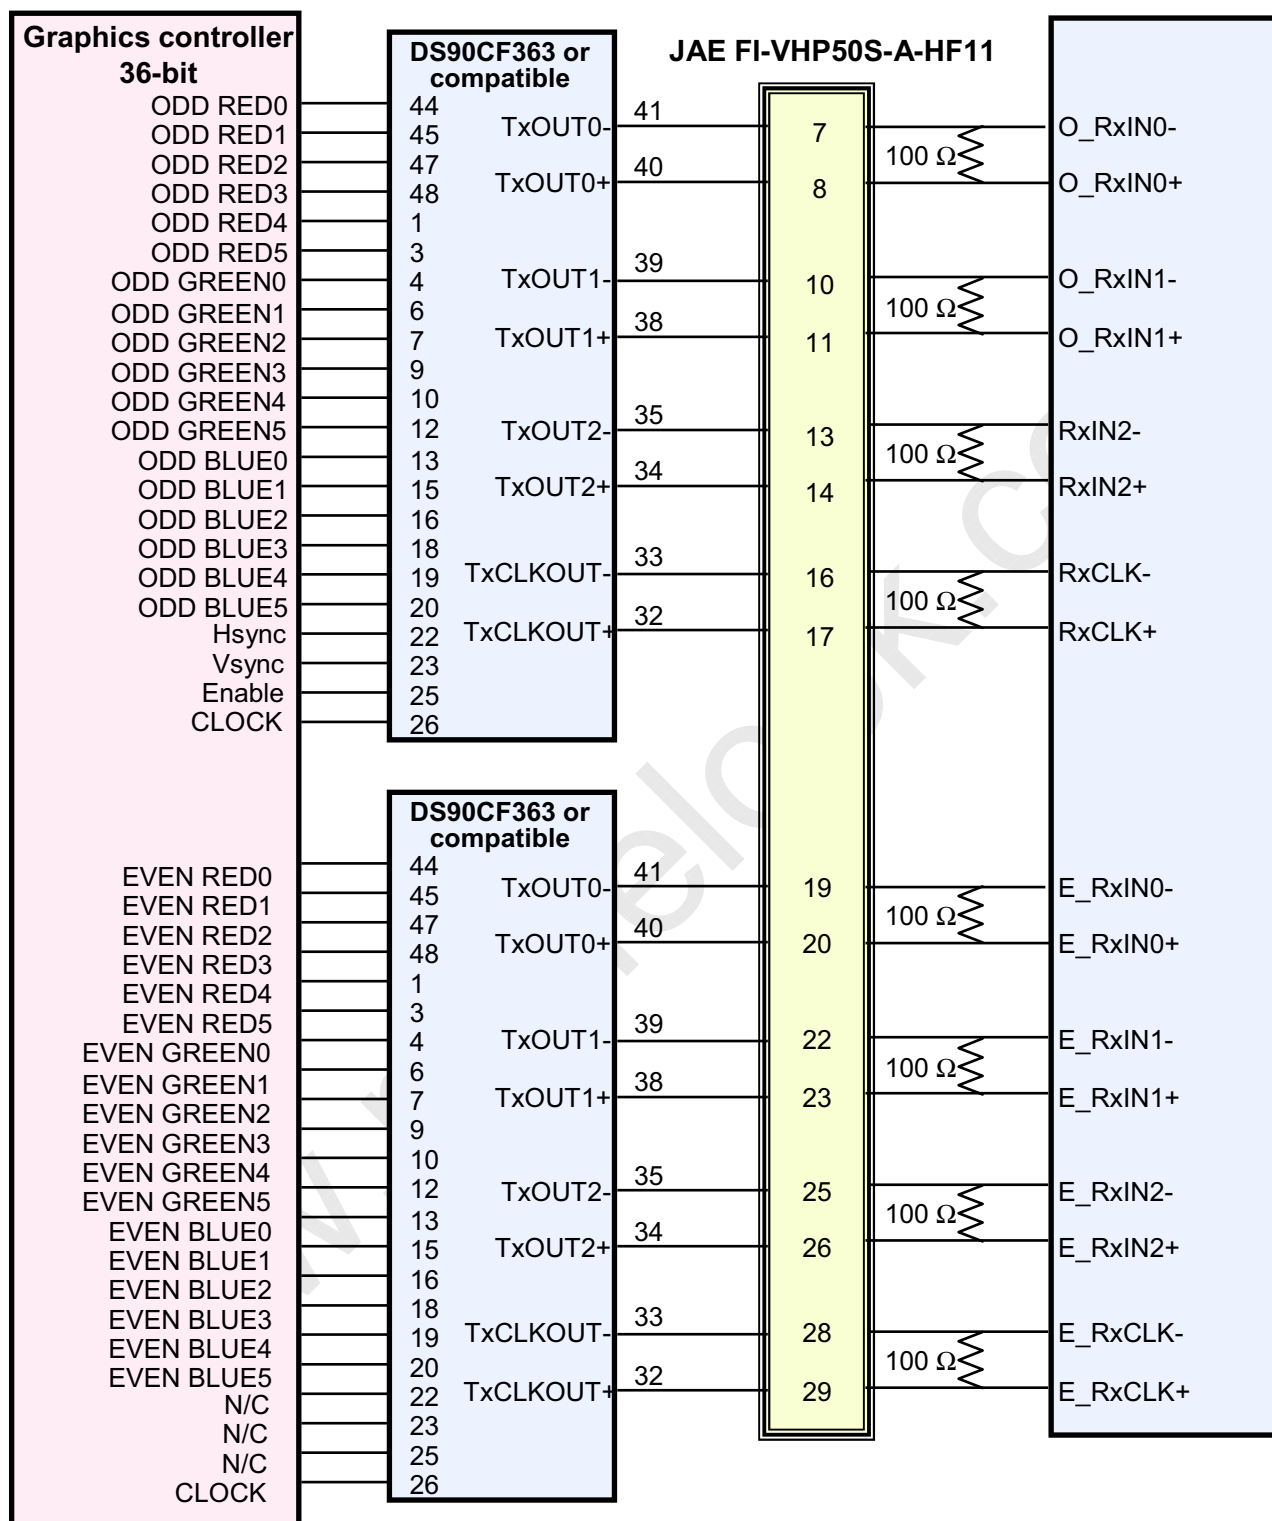 Graphics controller
36-bit
ODD RED0
ODD RED1
ODD RED2
ODD RED3
ODD RED4
ODD RED5
ODD GREEN0
ODD GREEN1
ODD GREEN2
ODD GREEN3
ODD GREEN4
ODD GREEN5
ODD BLUE0
ODD BLUE1
ODD BLUE2
ODD BLUE3
ODD BLUE4
ODD BLUE5
Hsync
Vsync
Enable
CLOCK
EVEN RED0
EVEN RED1
EVEN RED2
EVEN RED3
EVEN RED4
EVEN RED5
EVEN GREEN0
EVEN GREEN1
EVEN GREEN2
EVEN GREEN3
EVEN GREEN4
EVEN GREEN5
EVEN BLUE0
EVEN BLUE1
EVEN BLUE2
EVEN BLUE3
EVEN BLUE4
EVEN BLUE5
N/C
N/C
N/C
CLOCK
DS90CF363 or
compatible
44
45
47
48
1
3
4
6
7
9
10
12
13
15
16
18
19
20
22
23
25
26
TxOUT0-
TxOUT0+
TxOUT1-
TxOUT1+
TxOUT2-
TxOUT2+
TxCLKOUT-
TxCLKOUT+
41
40
39
38
35
34
33
32
DS90CF363 or
compatible
44
45
47
48
1
3
4
6
7
9
10
12
13
15
16
18
19
20
22
23
25
26
TxOUT0-
TxOUT0+
TxOUT1-
TxOUT1+
TxOUT2-
TxOUT2+
TxCLKOUT-
TxCLKOUT+
41
40
39
38
35
34
33
32
JAE FI-VHP50S-A-HF11
7
8
10
11
13
14
16
17
19
20
22
23
25
26
28
29
100 Ω
100 Ω
100 Ω
100 Ω
100 Ω
100 Ω
100 Ω
100 Ω
O_RxIN0-
O_RxIN0+
O_RxIN1-
O_RxIN1+
RxIN2-
RxIN2+
RxCLK-
RxCLK+
E_RxIN0-
E_RxIN0+
E_RxIN1-
E_RxIN1+
E_RxIN2-
E_RxIN2+
E_RxCLK-
E_RxCLK+